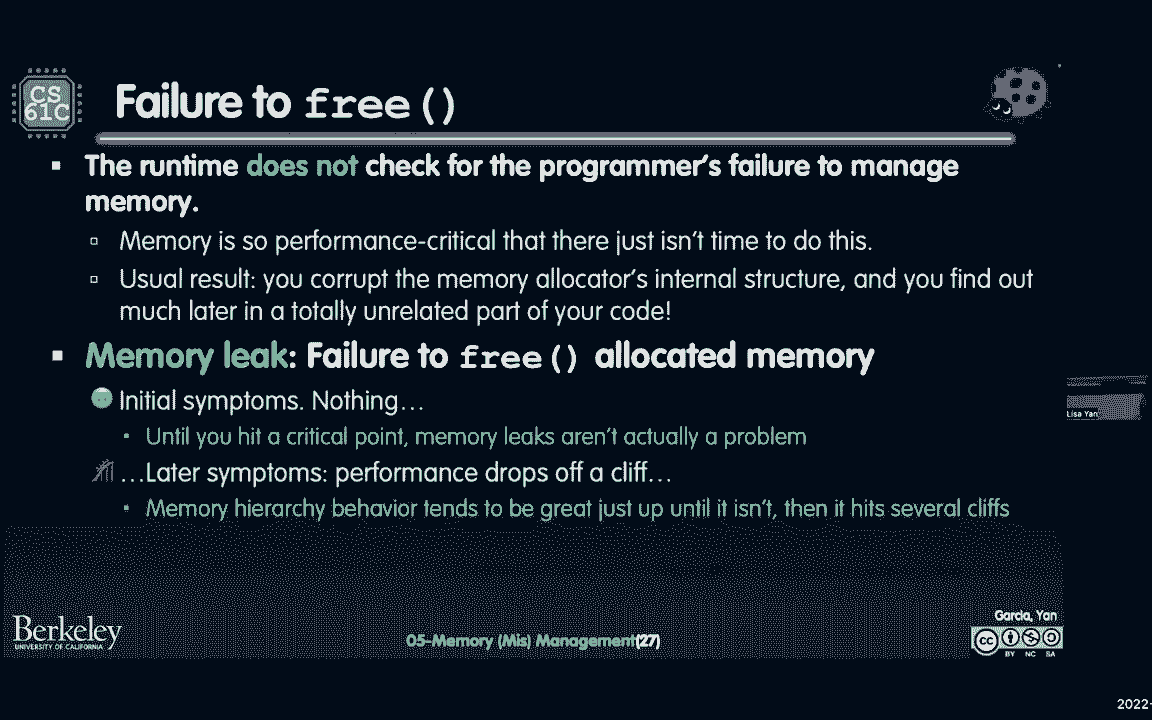 CS
61C
Failure to free()
▪ The runtime does not check for the programmer's failure to manage
memory.
▫ Memory is so performance-critical that there just isn't time to do this.
▫ Usual result: you corrupt the memory allocator's internal structure, and you find out
much later in a totally unrelated part of your code!
▪ Memory leak: Failure to free() allocated memory
Initial symptoms. Nothing…
• Until you hit a critical point, memory leaks aren't actually a problem
…Later symptoms: performance drops off a cliff…
• Memory hierarchy behavior tends to be great just up until it isn't, then it hits several cliffs
Lisa Yan
Berkeley
UNIVERSITY OF CALIFORNIA
05-Memory (Mis) Management(27)
Garcia, Yan
cc
BY NC SA
2022-